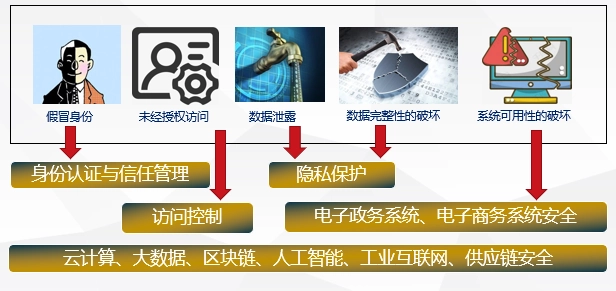 假冒身份
未经授权访问
数据泄露
数据完整性的破坏
系统可用性的破坏
身份认证与信任管理
隐私保护
访问控制
电子政务系统、电子商务系统安全
云计算、大数据、区块链、人工智能、工业互联网、供应链安全